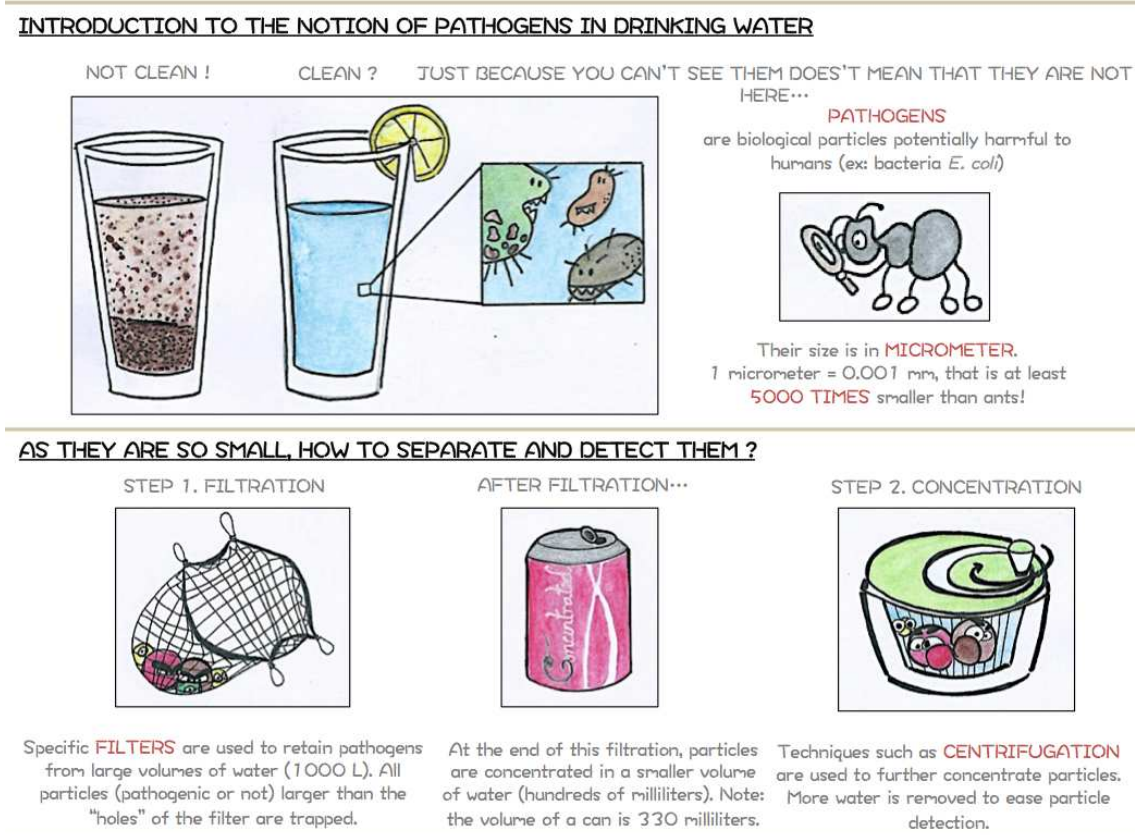 INTRODUCTION TO THE NOTION OF PATHOGENS IN DRINKING WATER
NOT CLEAN !
CLEAN ?
JUST BECAUSE YOU CAN'T SEE THEM DOES'T MEAN THAT THEY ARE NOT
HERE...
PATHOGENS
are biological particles potentially harmful to
humans (ex: bacteria E. coli)
Their size is in MICROMETER.
1 micrometer = 0.001 mm, that is at least
5000 TIMES smaller than ants!
AS THEY ARE SO SMALL, HOW TO SEPARATE AND DETECT THEM ?
STEP 1. FILTRATION
Specific FILTERS are used to retain pathogens
from large volumes of water (1000 L). All
particles (pathogenic or not) larger than the
"holes" of the filter are trapped.
AFTER FILTRATION...
Concentrated
At the end of this filtration, particles
are concentrated in a smaller volume
of water (hundreds of milliliters). Note:
the volume of a can is 330 milliliters.
STEP 2. CONCENTRATION
Techniques such as CENTRIFUGATION
are used to further concentrate particles.
More water is removed to ease particle
detection.